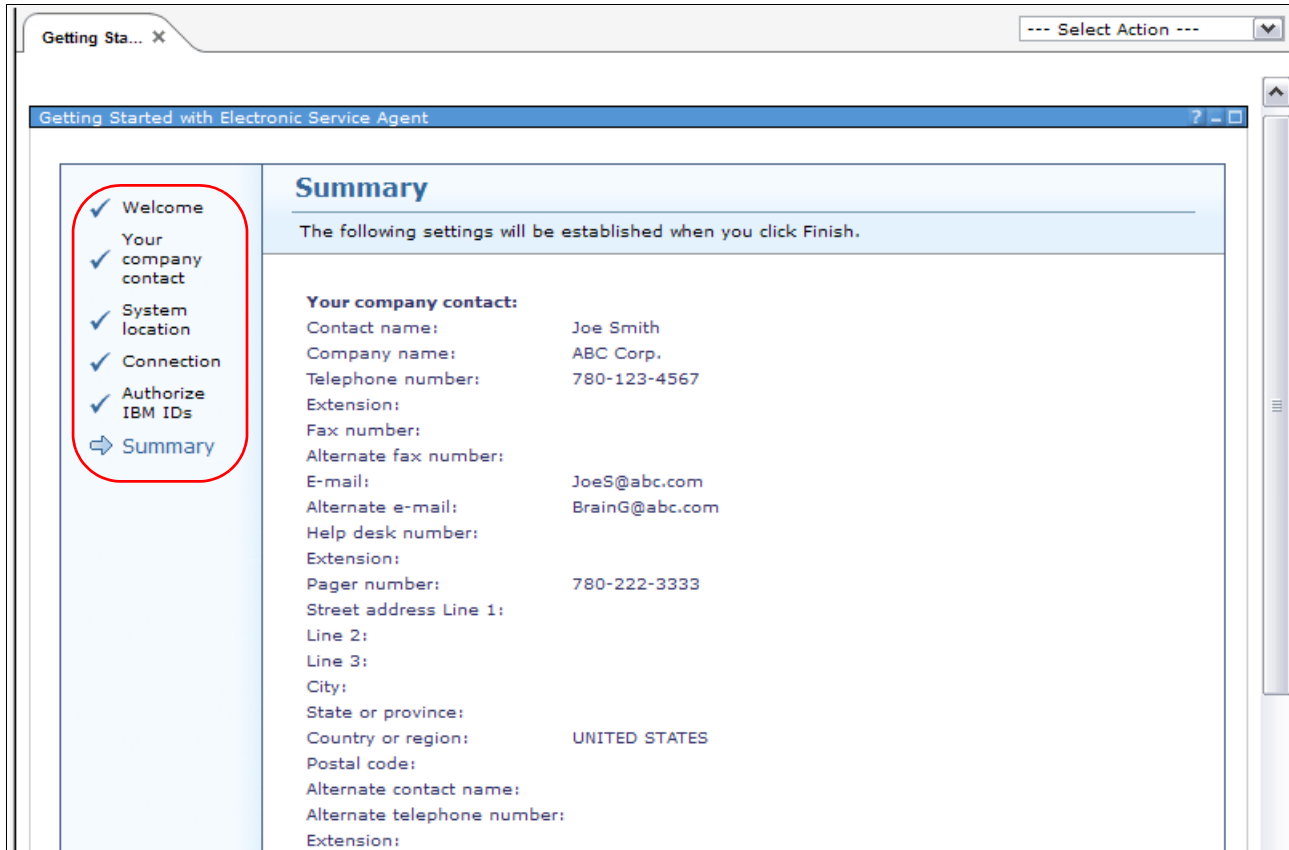 Getting Sta... ×
--- Select Action ---
Getting Started with Electronic Service Agent
?
Welcome
Your
company
contact
System
location
Connection
Authorize
IBM IDs
Summary
Summary
The following settings will be established when you click Finish.
Your company contact:
Contact name: Joe Smith
Company name: ABC Corp.
Telephone number: 780-123-4567
Extension:
Fax number:
Alternate fax number:
E-mail: JoeS@abc.com
Alternate e-mail: BrainG@abc.com
Help desk number:
Extension:
Pager number: 780-222-3333
Street address Line 1:
Line 2:
Line 3:
City:
State or province:
Country or region: UNITED STATES
Postal code:
Alternate contact name:
Alternate telephone number:
Extension: